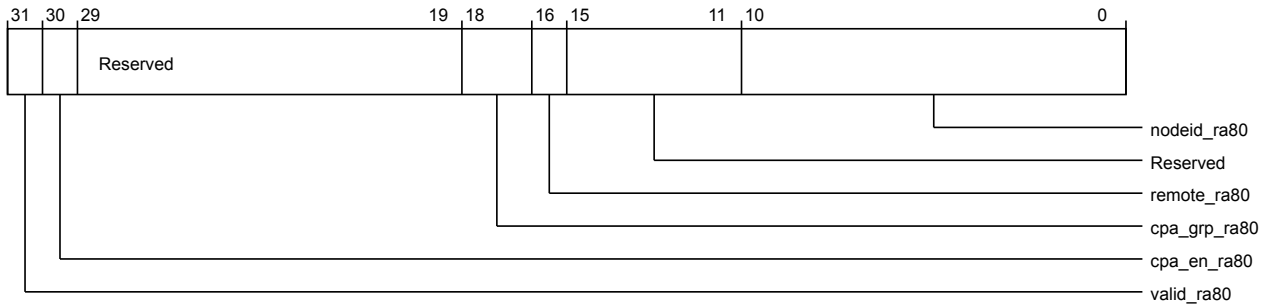 31 30 29 19 18 16 15 11 10 0
Reserved
nodeid_ra80
Reserved
remote_ra80
cpa_grp_ra80
cpa_en_ra80
valid_ra80